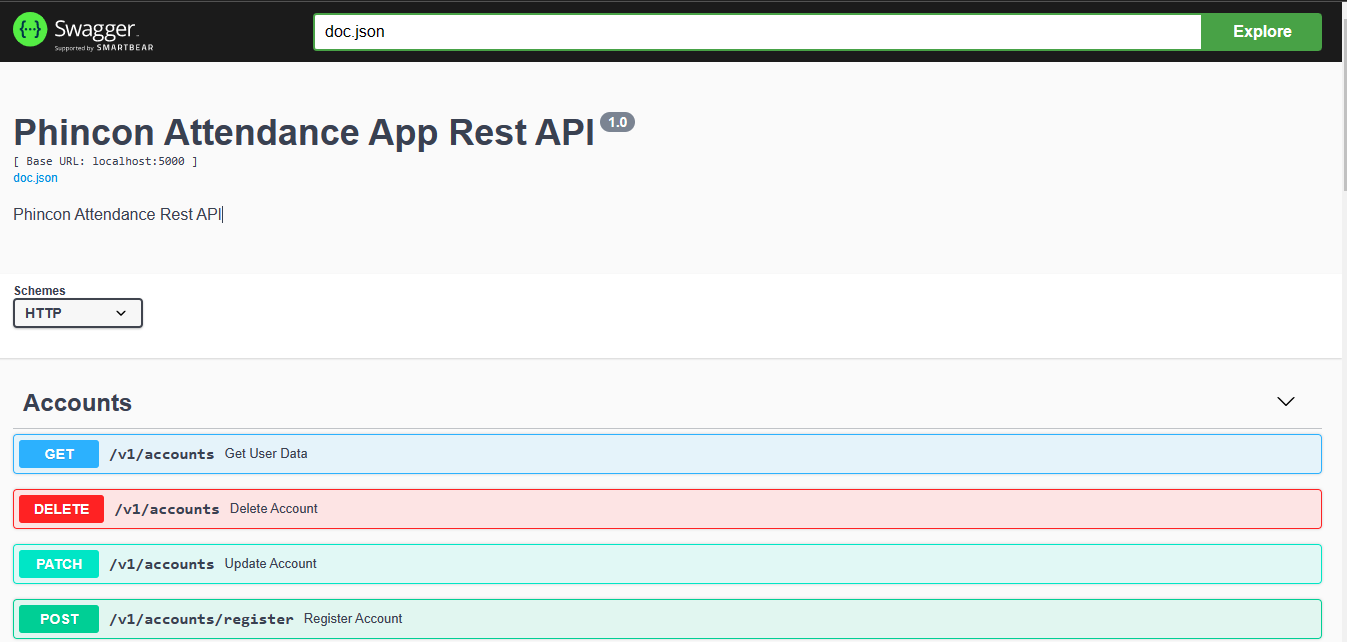 {··} Swagger.
Supported by SMARTBEAR
doc.json
Explore
Phincon Attendance App Rest API 1.0
[ Base URL: localhost:5000 ]
doc.json
Phincon Attendance Rest API
Schemes
HTTP
Accounts
GET /v1/accounts Get User Data
DELETE /v1/accounts Delete Account
PATCH /v1/accounts Update Account
POST /v1/accounts/register Register Account